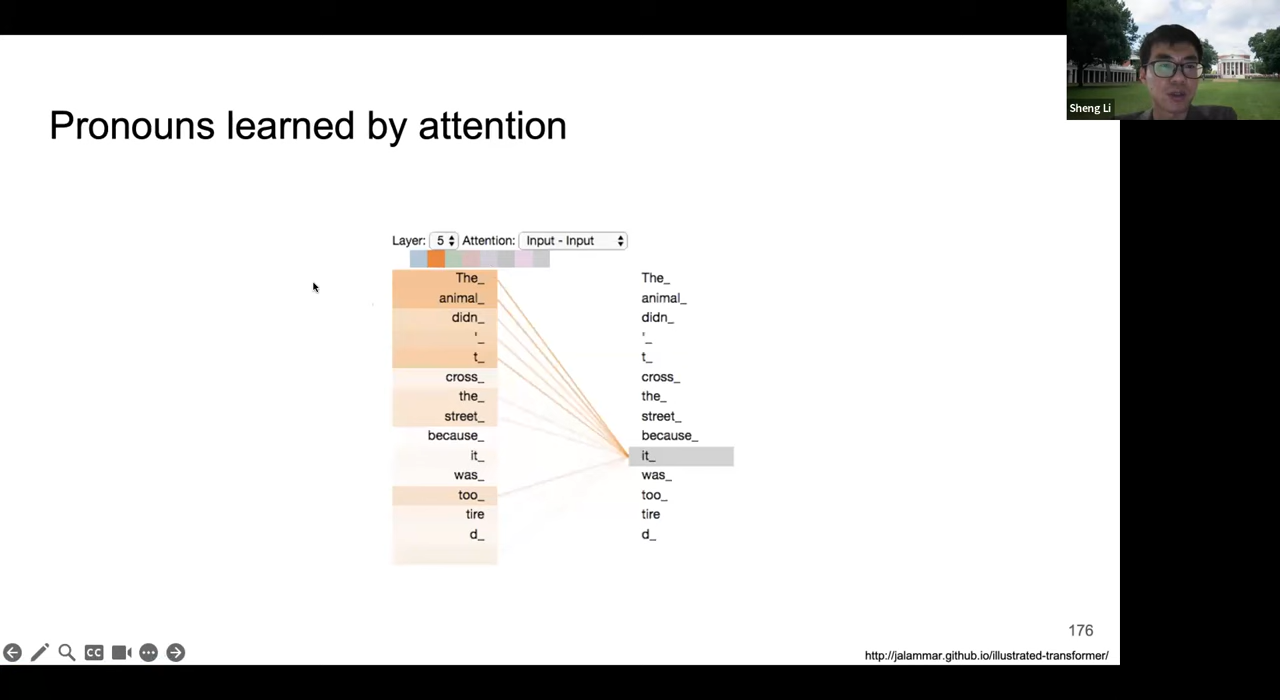 Sheng Li
Pronouns learned by attention
Layer: 5 Attention: Input - Input
The_ The_
animal_ animal_
didn_ didn_
'_ '_
t_ t_
cross_ cross_
the_ the_
street_ street_
because_ because_
it_ it_
was_ was_
too_ too_
tire tire
d_ d_
176
CC
http://jalammar.github.io/illustrated-transformer/